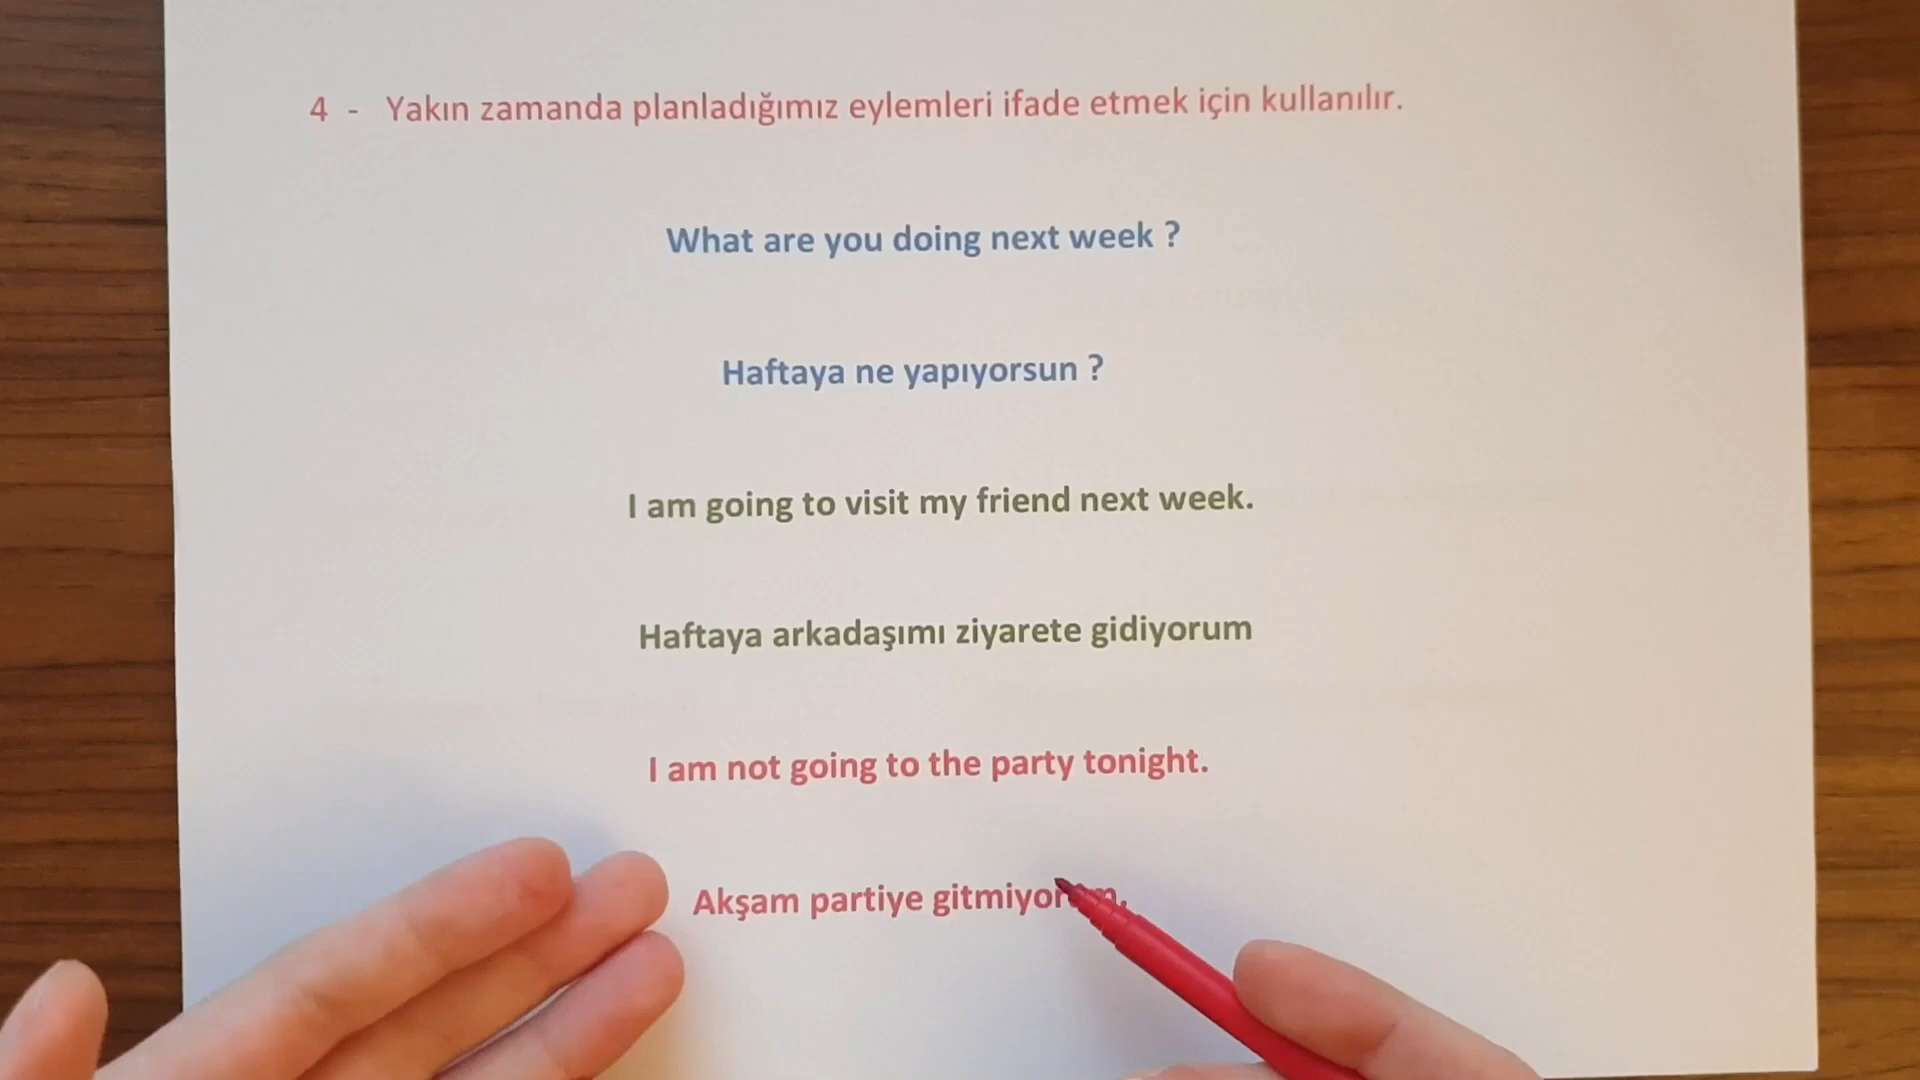 4 - Yakın zamanda planladığımız eylemleri ifade etmek için kullanılır.
What are you doing next week ?
Haftaya ne yapıyorsun ?
I am going to visit my friend next week.
Haftaya arkadaşımı ziyarete gidiyorum
I am not going to the party tonight.
Akşam partiye gitmiyorum.